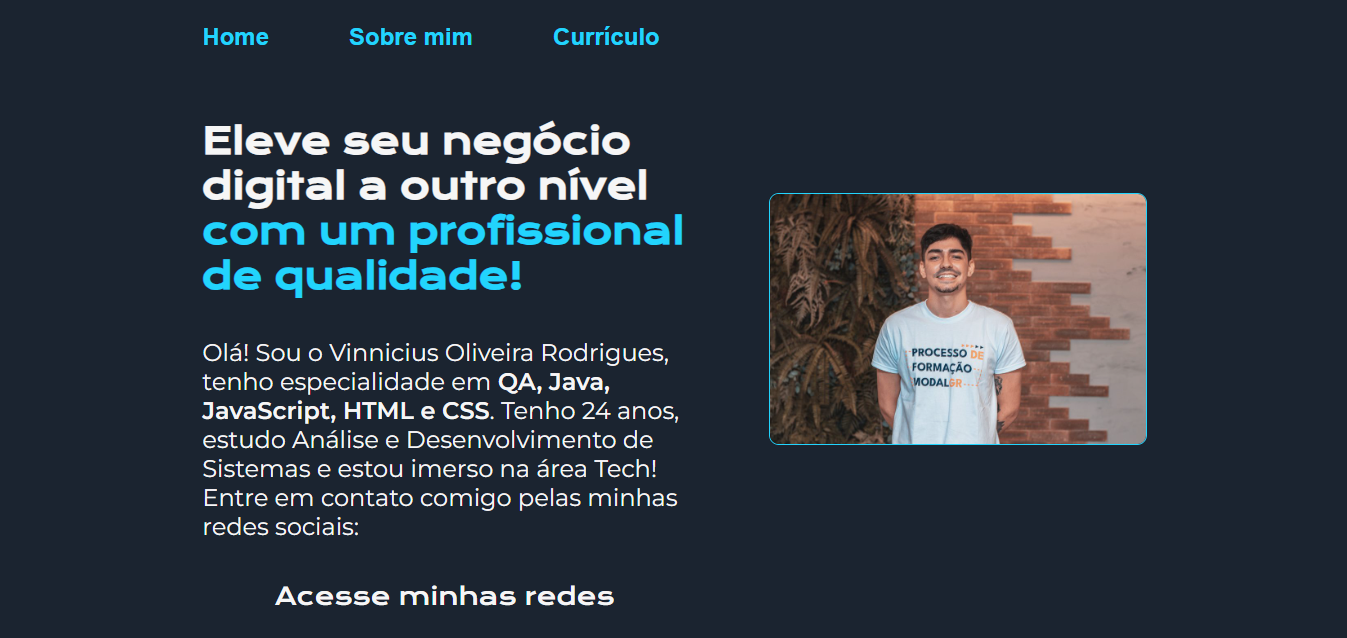 Home Sobre mim Currículo
Eleve seu negócio
digital a outro nível
com um profissional
de qualidade!
Olá! Sou o Vinnicius Oliveira Rodrigues,
tenho especialidade em QA, Java,
JavaScript, HTML e CSS. Tenho 24 anos,
estudo Análise e Desenvolvimento de
Sistemas e estou imerso na área Tech!
Entre em contato comigo pelas minhas
redes sociais:
PROCESSO DE
FORMAÇÃO
MODALGR
Acesse minhas redes